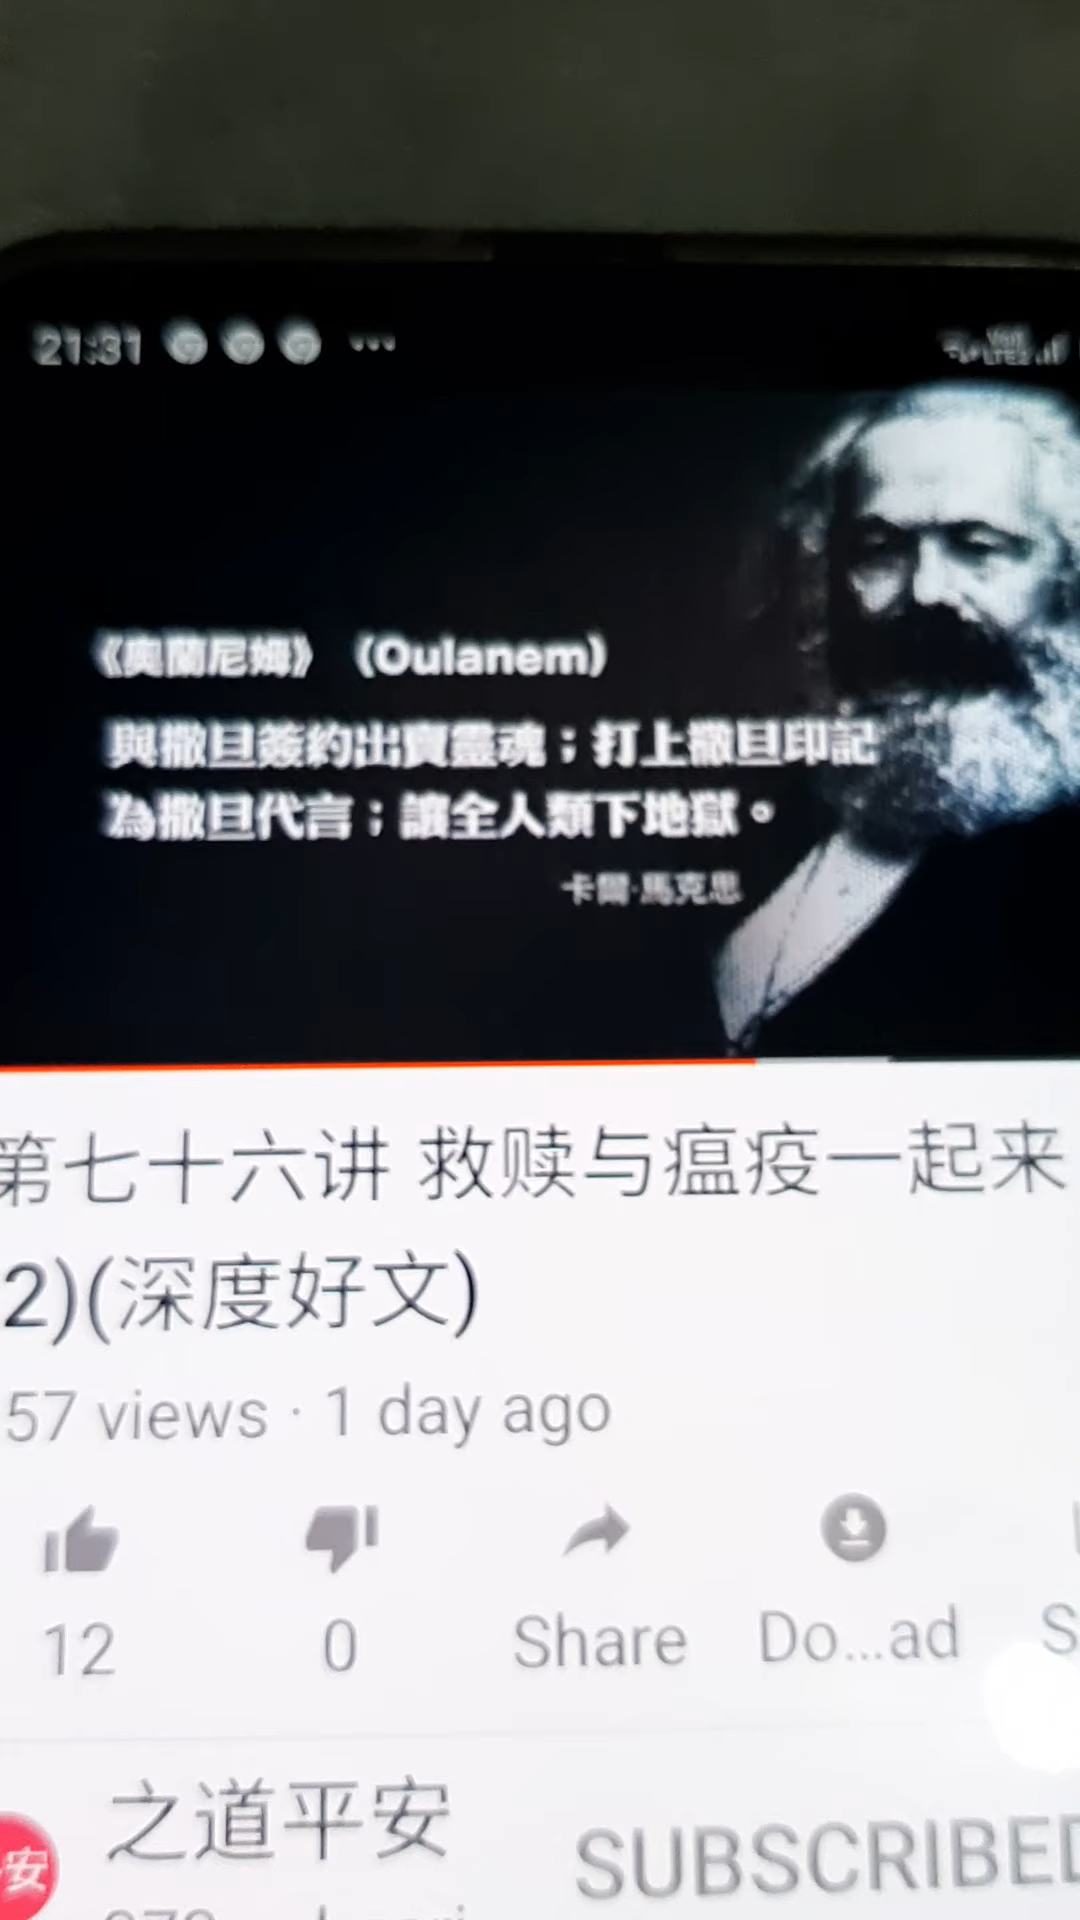 21:31
《奧蘭尼姆》 (Oulanem)
與撒旦簽約出賣靈魂；打上撒旦印記
為撒旦代言；讓全人類下地獄。
卡爾·馬克思
第七十六讲 救赎与瘟疫一起来
2)(深度好文)
57 views · 1 day ago
12
0
Share
Do...ad
S
之道平安
安
SUBSCRIBED